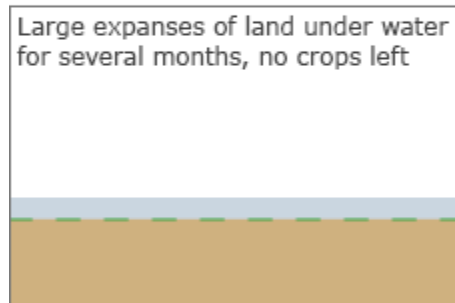 Large expanses of land under water
for several months, no crops left